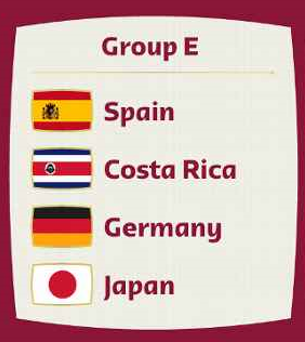 Group E
Spain
Costa Rica
Germany
Japan